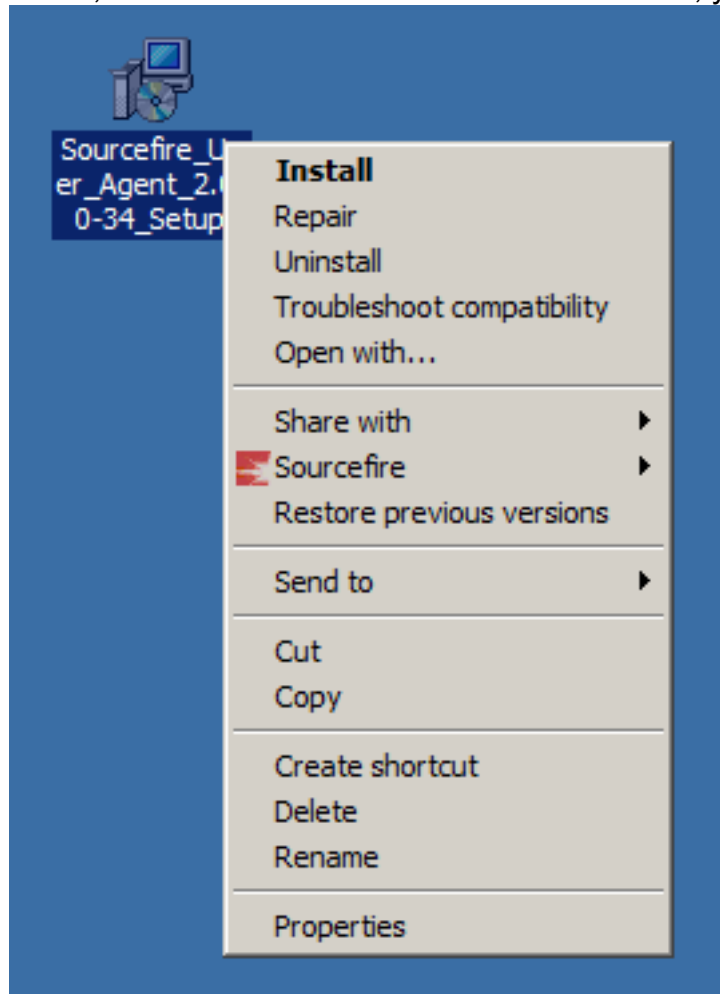 Sourcefire_U
er_Agent_2.
0-34_Setup
Install
Repair
Uninstall
Troubleshoot compatibility
Open with...
Share with
Sourcefire
Restore previous versions
Send to
Cut
Copy
Create shortcut
Delete
Rename
Properties